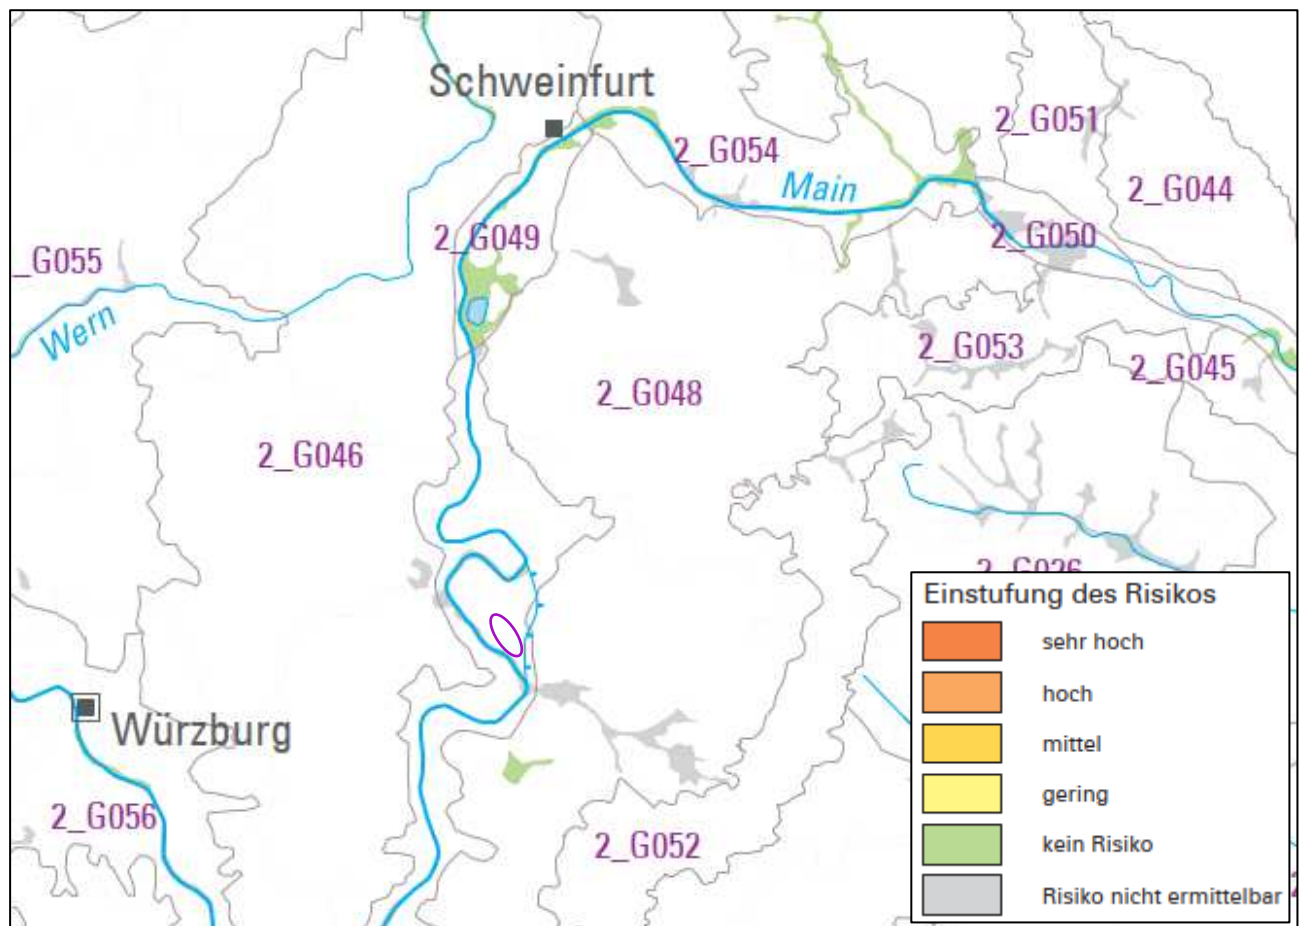 Schweinfurt
2_G051
2_G054
Main
2_G044
2_G049
2_G050
_G055
Wern
2_G053
2_G045
2_G048
2_G046
2_G026
Einstufung des Risikos
sehr hoch
hoch
mittel
gering
kein Risiko
Risiko nicht ermittelbar
Würzburg
2_G056
2_G052